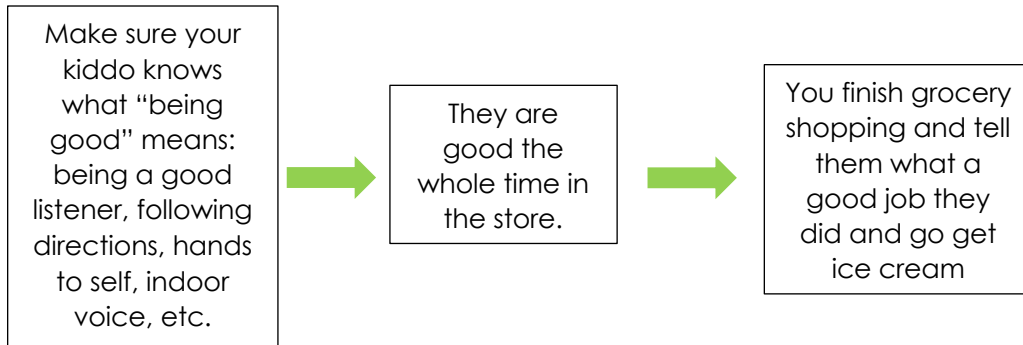 Make sure your
kiddo knows
what “being
good” means:
being a good
listener, following
directions, hands
to self, indoor
voice, etc.
They are
good the
whole time in
the store.
You finish grocery
shopping and tell
them what a
good job they
did and go get
ice cream